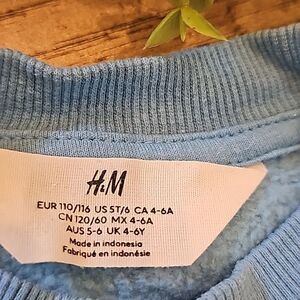 H&M
EUR 110/116 US 5T/6 CA 4-6A
CN 120/60 MX 4-6A
AUS 5-6 UK 4-6Y
Made in indonesia
Fabriqué en indonésie